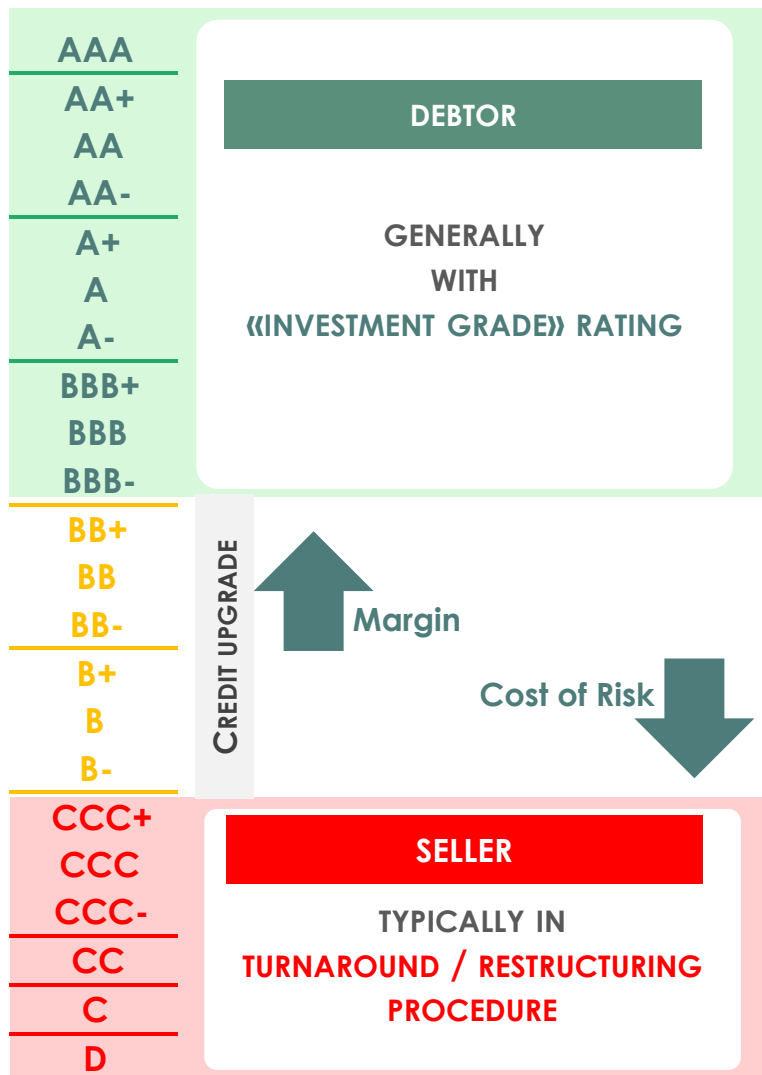 AAA
AA+
AA
AA-
A+
A
A-
BBB+
BBB
BBB-
BB+
BB
BB-
B+
B
B-
CCC+
CCC
CCC-
CC
C
D
DEBTOR
GENERALLY
WITH
«INVESTMENT GRADE» RATING
CREDIT UPGRADE
Margin
Cost of Risk
SELLER
TYPICALLY IN
TURNAROUND / RESTRUCTURING
PROCEDURE